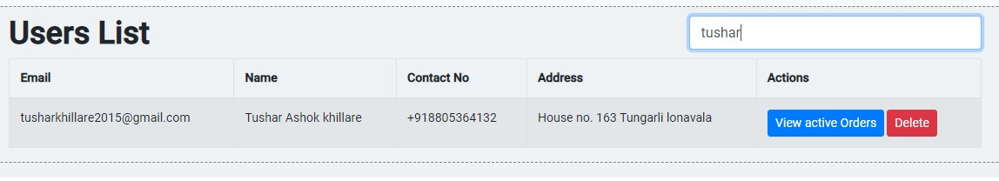 Users List
tushar
Email Name Contact No Address Actions
tusharkhillare2015@gmail.com Tushar Ashok khillare +918805364132 House no. 163 Tungarli lonavala View active Orders Delete